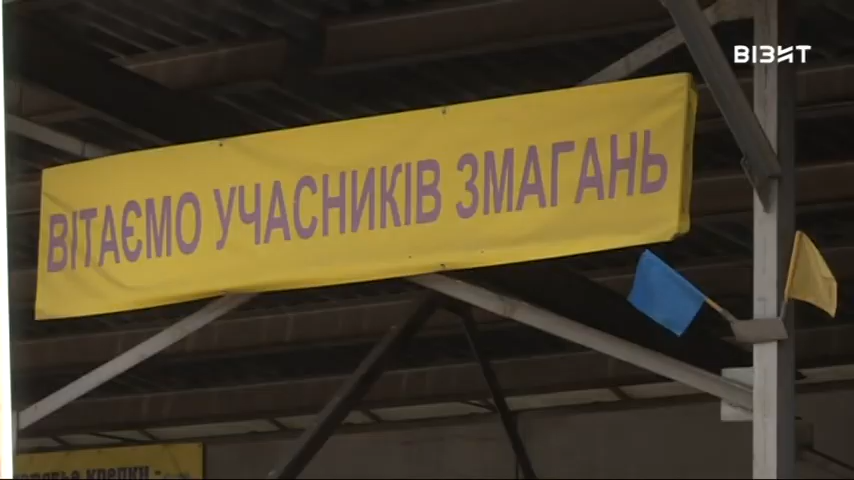 ВІЗИТ
ВІТАЄМО УЧАСНИКІВ ЗМАГАНЬ